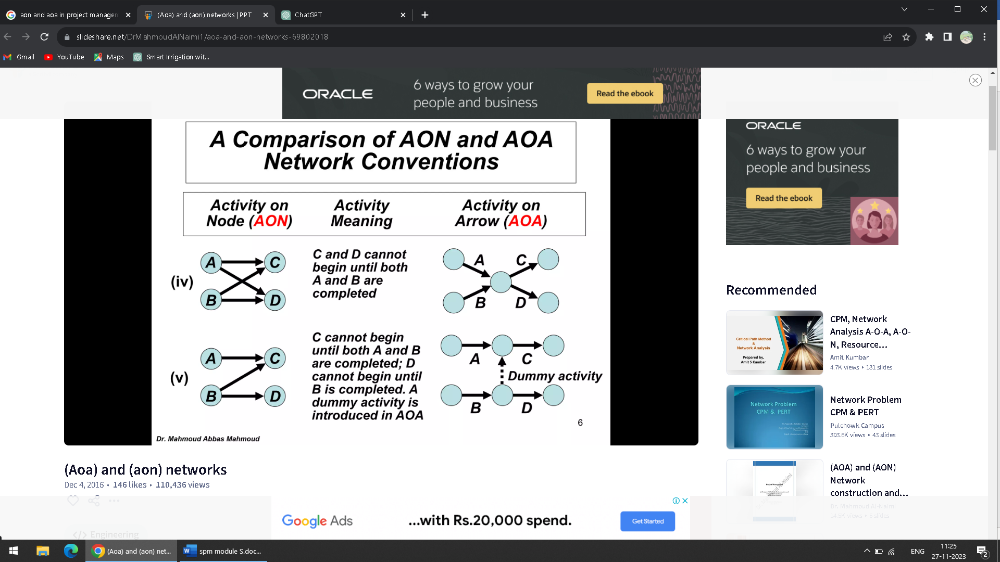 aon and aoa in project managen
(Aoa) and (aon) networks | PPT
ChatGPT
slideshare.net/DrMahmoudAlNaimi1/aoa-and-aon-networks-69802018
Gmail
YouTube
Maps
Smart Irrigation wit...
ORACLE
6 ways to grow your
people and business
Read the ebook
A Comparison of AON and AOA
Network Conventions
Activity on
Node (AON)
Activity
Meaning
Activity on
Arrow (AOA)
(iv)
A
C
B
D
C and D cannot
begin until both
A and B are
completed
A
C
B
D
(v)
A
C
B
D
C cannot begin
until both A and B
are completed; D
cannot begin until
B is completed. A
dummy activity is
introduced in AOA
A
C
Dummy activity
B
D
6
Dr. Mahmoud Abbas Mahmoud
ORACLE
6 ways to grow your
people and business
Read the ebook
Recommended
Critical Path Method
&
Network Analysis
Prepared by,
Amit S Kumbar
CPM, Network
Analysis A-O-A, A-O-
N, Resource...
Amit Kumbar
4.7K views • 131 slides
Network Problem
CPM & PERT
Network Problem
CPM & PERT
Pulchowk Campus
303.6K views • 43 slides
(AOA) and (AON)
Network
construction and...
Dr. Mahmoud Al-Naimi
14.5K views • 6 slides
(Aoa) and (aon) networks
Dec 4, 2016 • 146 likes • 110,436 views
</> Engineering
Google Ads
...with Rs.20,000 spend.
Get Started
(Aoa) and (aon) net...
spm module S.doc...
ENG
11:25
27-11-2023
2